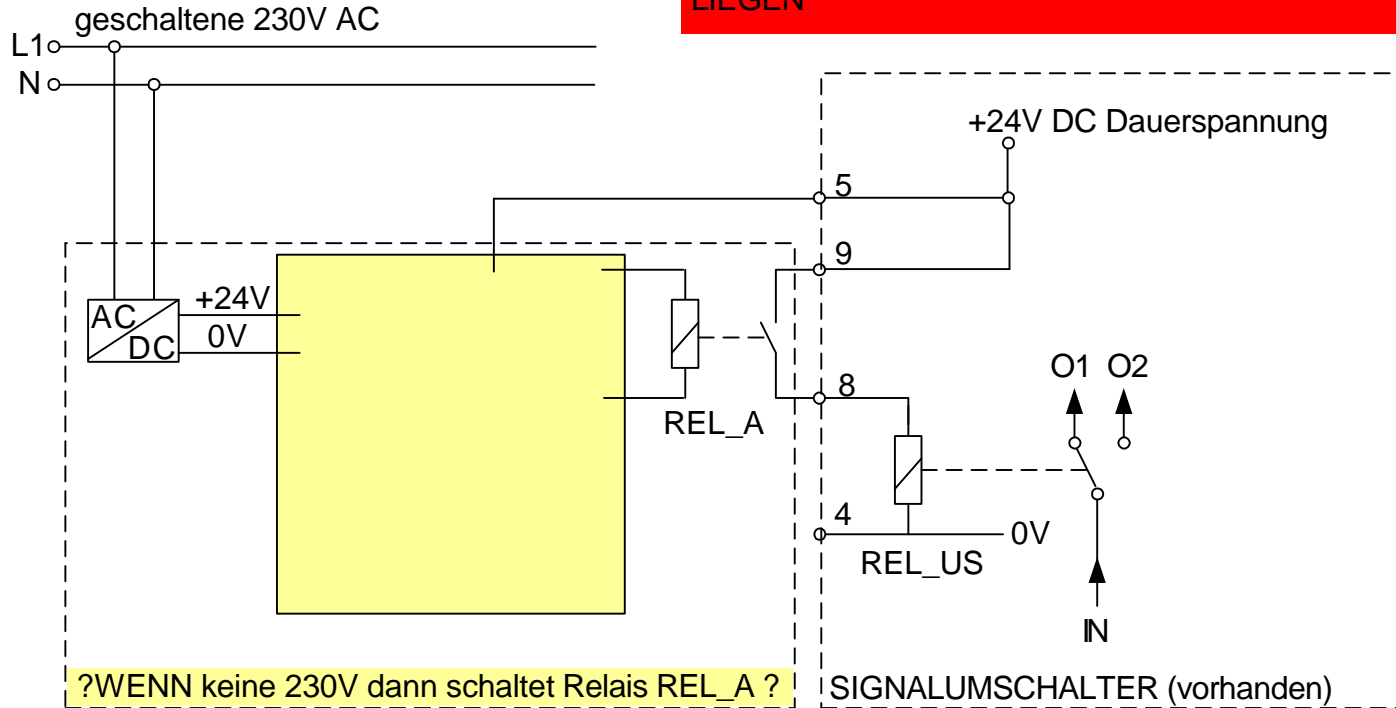 LIEGEN
geschaltene 230V AC
L1
N
+24V DC Dauerspannung
5
9
+24V
0V
AC
DC
REL_A
8
O1 O2
4
0V
REL_US
IN
?WENN keine 230V dann schaltet Relais REL_A ?
SIGNALUMSCHALTER (vorhanden)